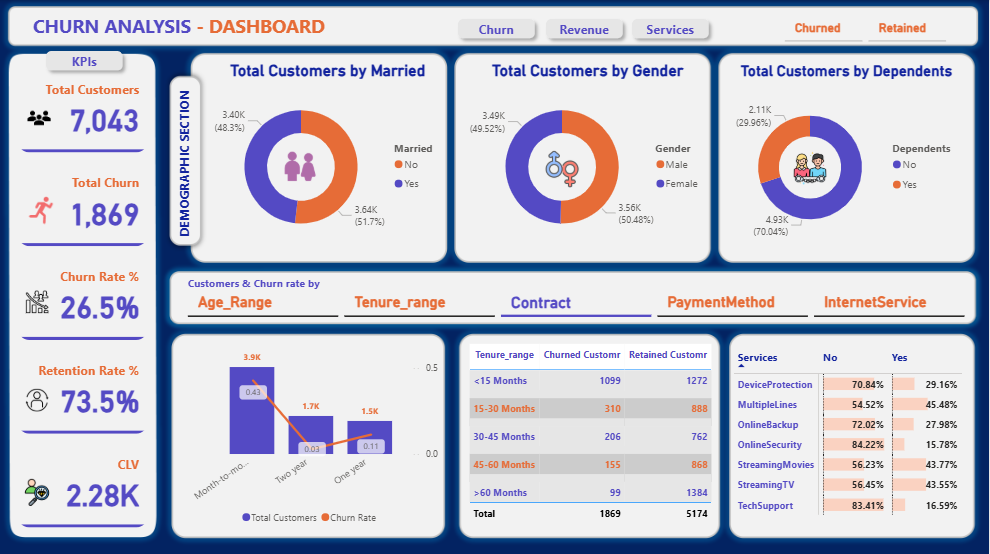 CHURN ANALYSIS - DASHBOARD
Churn
Revenue
Services
Churned
Retained
KPIs
Total Customers
7,043
Total Churn
1,869
Churn Rate %
26.5%
Retention Rate %
73.5%
CLV
2.28K
DEMOGRAPHIC SECTION
Total Customers by Married
3.40K
(48.3%)
3.64K
(51.7%)
Married
No
Yes
Total Customers by Gender
3.49K
(49.52%)
3.56K
(50.48%)
Gender
Male
Female
Total Customers by Dependents
2.11K
(29.96%)
4.93K
(70.04%)
Dependents
No
Yes
Customers & Churn rate by
Age_Range
Tenure_range
Contract
PaymentMethod
InternetService
3.9K
1.7K
1.5K
0.43
0.03
0.11
0.5
0.0
Month-to-mo...
Two year
One year
Total Customers
Churn Rate
Tenure_range Churned Customr Retained Customr
<15 Months 1099 1272
15-30 Months 310 888
30-45 Months 206 762
45-60 Months 155 868
>60 Months 99 1384
Total 1869 5174
Services No Yes
DeviceProtection 70.84% 29.16%
MultipleLines 54.52% 45.48%
OnlineBackup 72.02% 27.98%
OnlineSecurity 84.22% 15.78%
StreamingMovies 56.23% 43.77%
StreamingTV 56.45% 43.55%
TechSupport 83.41% 16.59%